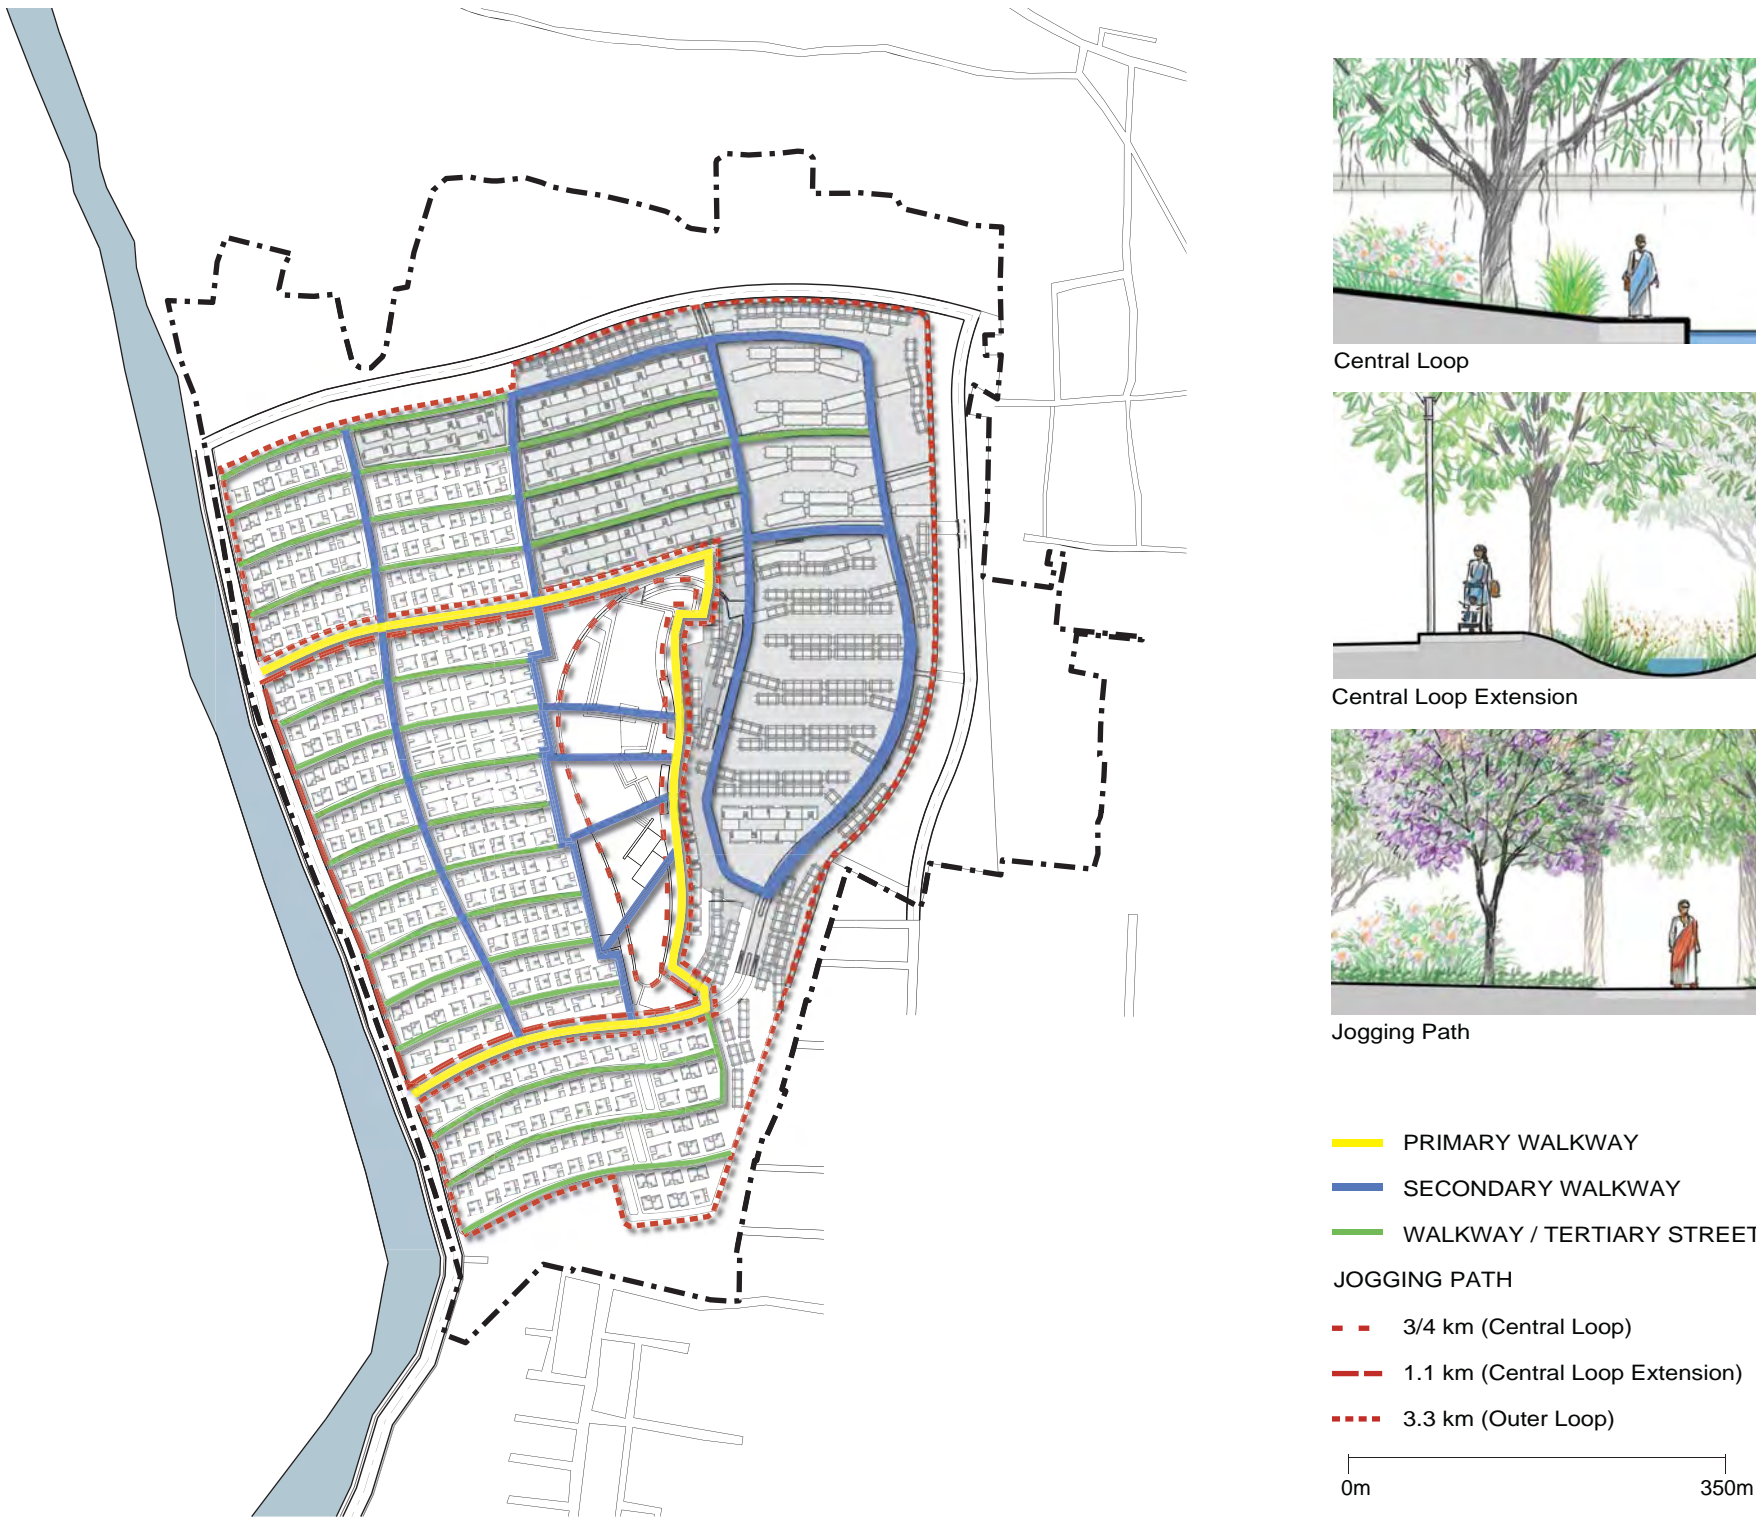 Central Loop
Central Loop Extension
Jogging Path
PRIMARY WALKWAY
SECONDARY WALKWAY
WALKWAY / TERTIARY STREET
JOGGING PATH
3/4 km (Central Loop)
1.1 km (Central Loop Extension)
3.3 km (Outer Loop)
0m 350m